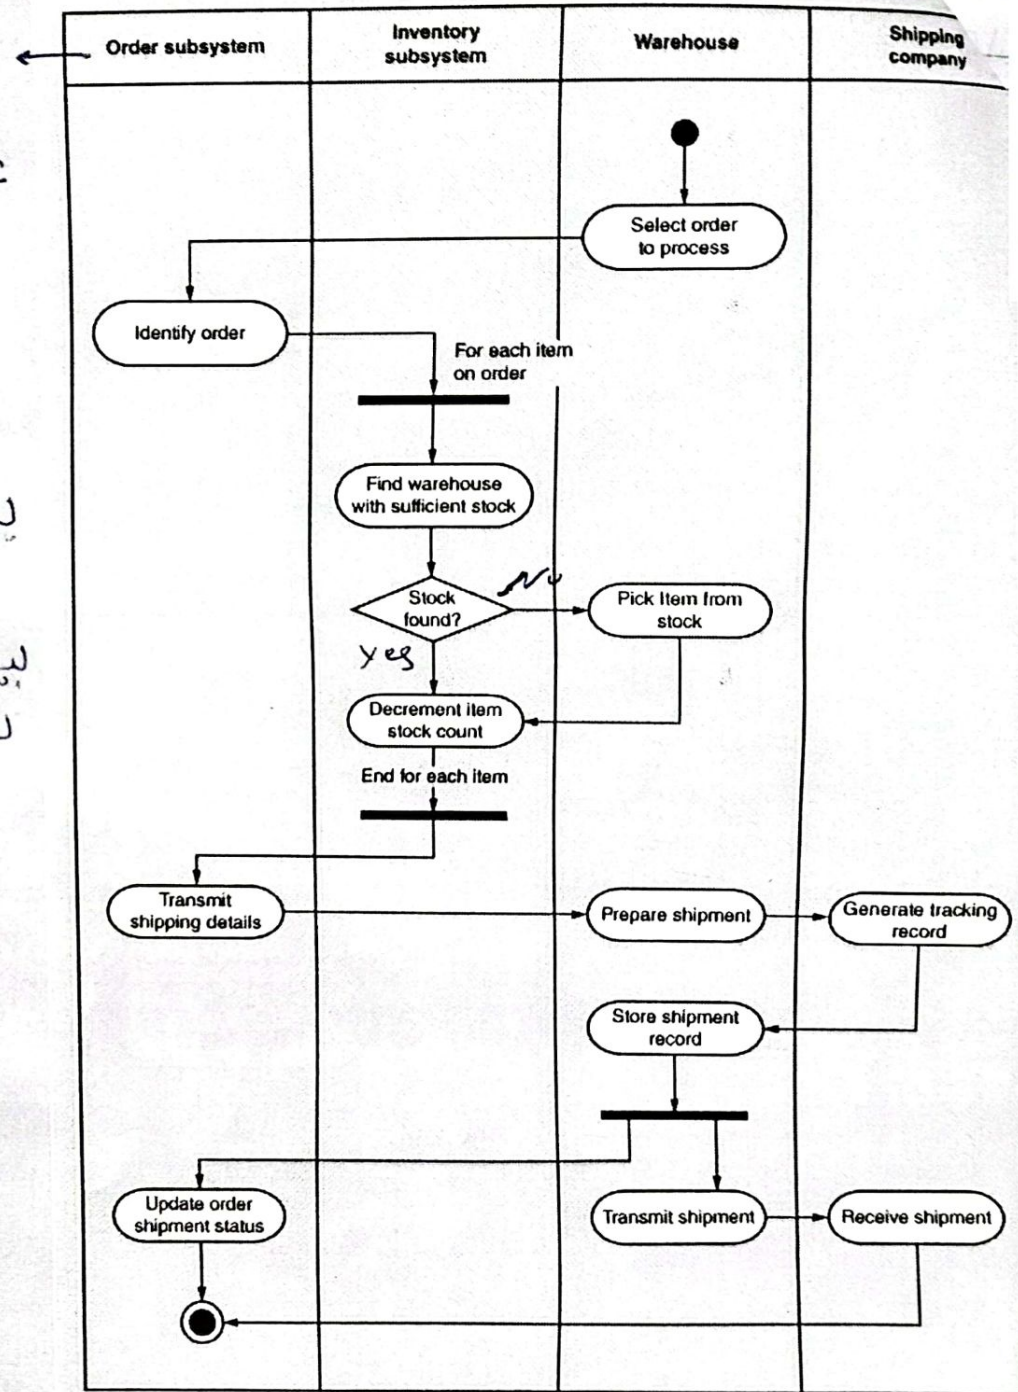 Order subsystem
Inventory
subsystem
Warehouse
Shipping
company
Select order
to process
Identify order
For each item
on order
Find warehouse
with sufficient stock
Stock
found?
No
Pick Item from
stock
Yes
Decrement item
stock count
End for each item
Transmit
shipping details
Prepare shipment
Generate tracking
record
Store shipment
record
Update order
shipment status
Transmit shipment
Receive shipment